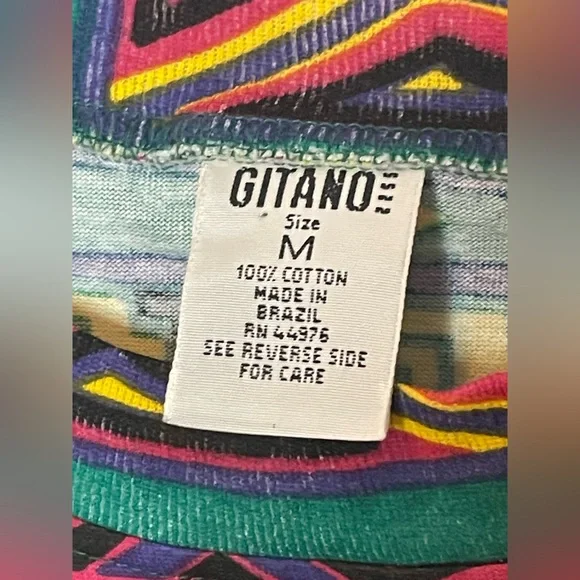 GITANO
Size
M
100% COTTON
MADE IN
BRAZIL
RN 44976
SEE REVERSE SIDE
FOR CARE